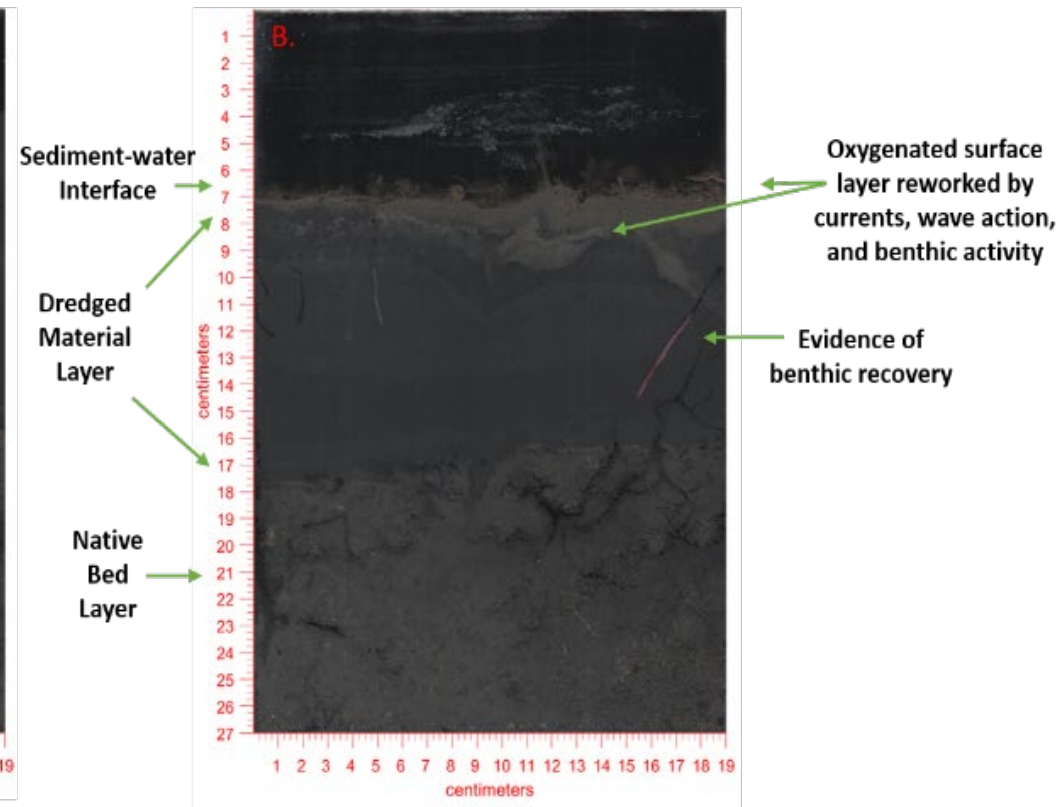 19
B.
1
2
3
4
5
6
7
8
9
10
11
12
13
14
15
16
17
18
19
20
21
22
23
24
25
26
27
centimeters
1 2 3 4 5 6 7 8 9 10 11 12 13 14 15 16 17 18 19
centimeters
Sediment-water
Interface
Dredged
Material
Layer
Native
Bed
Layer
Oxygenated surface
layer reworked by
currents, wave action,
and benthic activity
Evidence of
benthic recovery